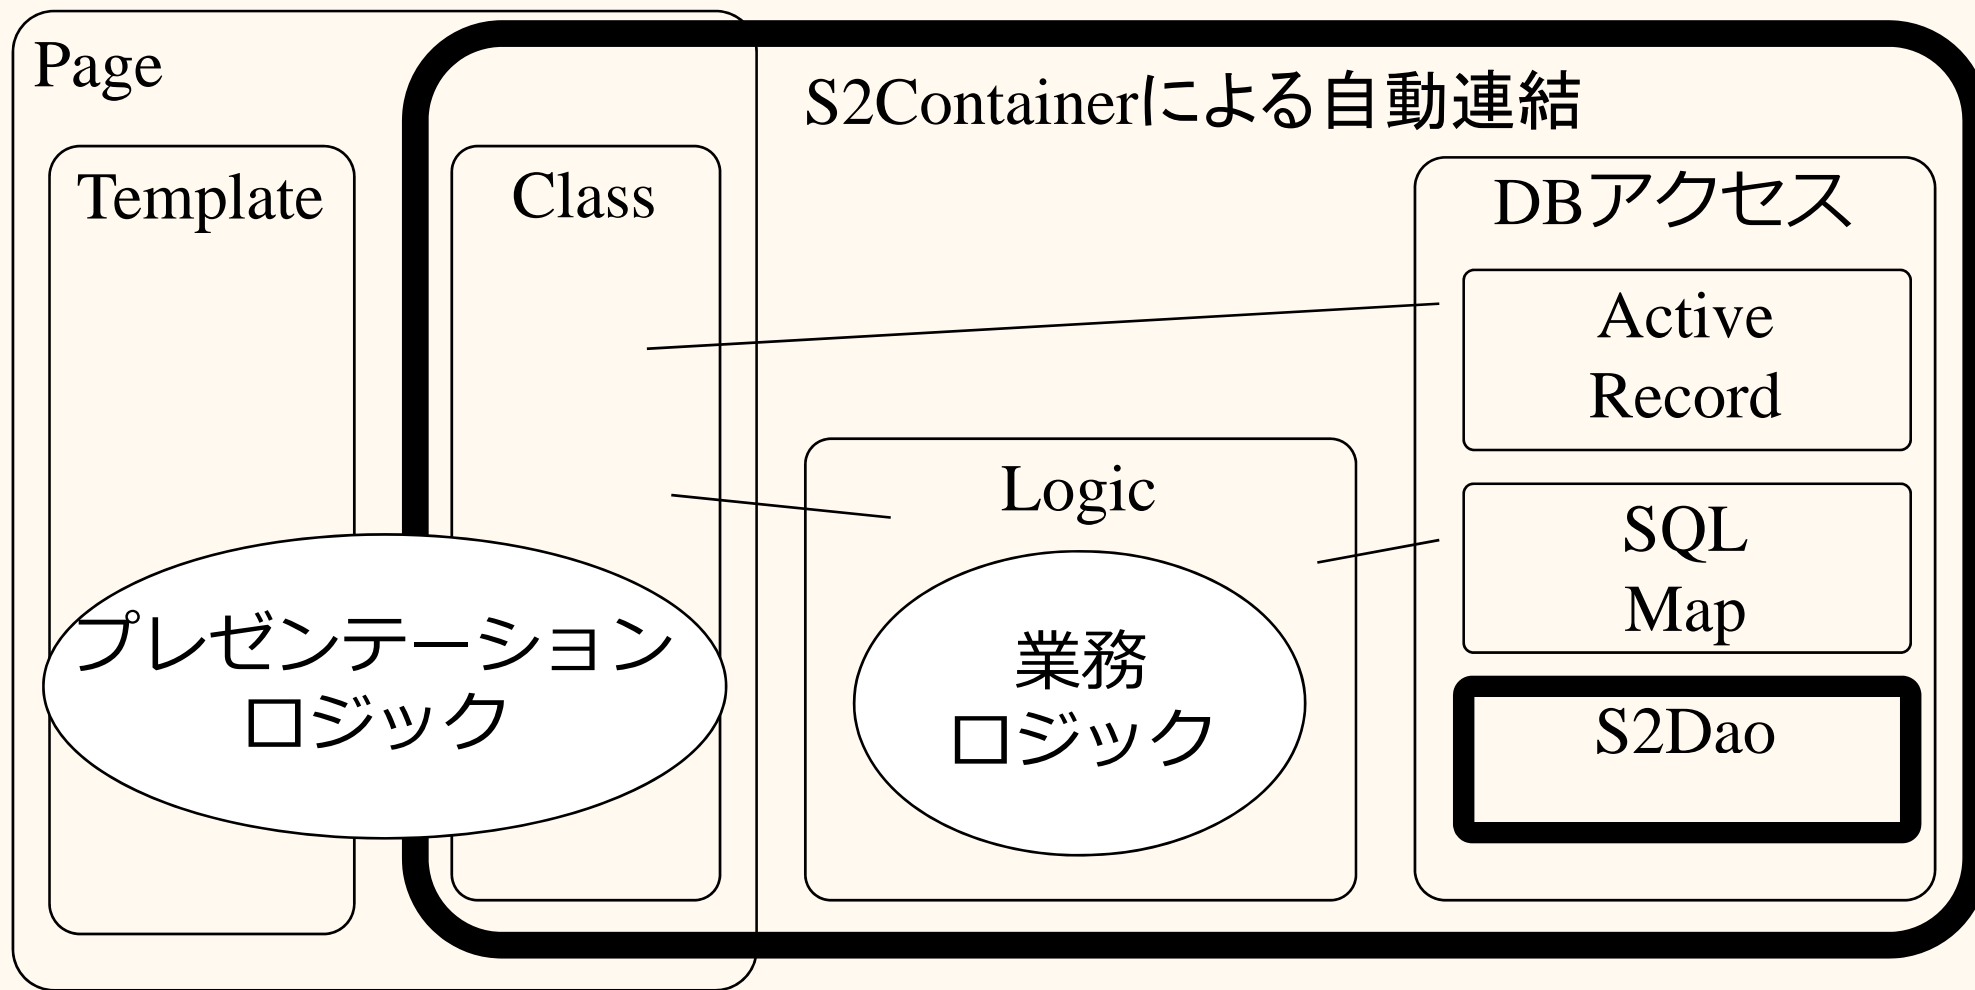 Page
S2Containerによる自動連結
Template
Class
DBアクセス
Active
Record
Logic
SQL
Map
プレゼンテーション
ロジック
業務
ロジック
S2Dao